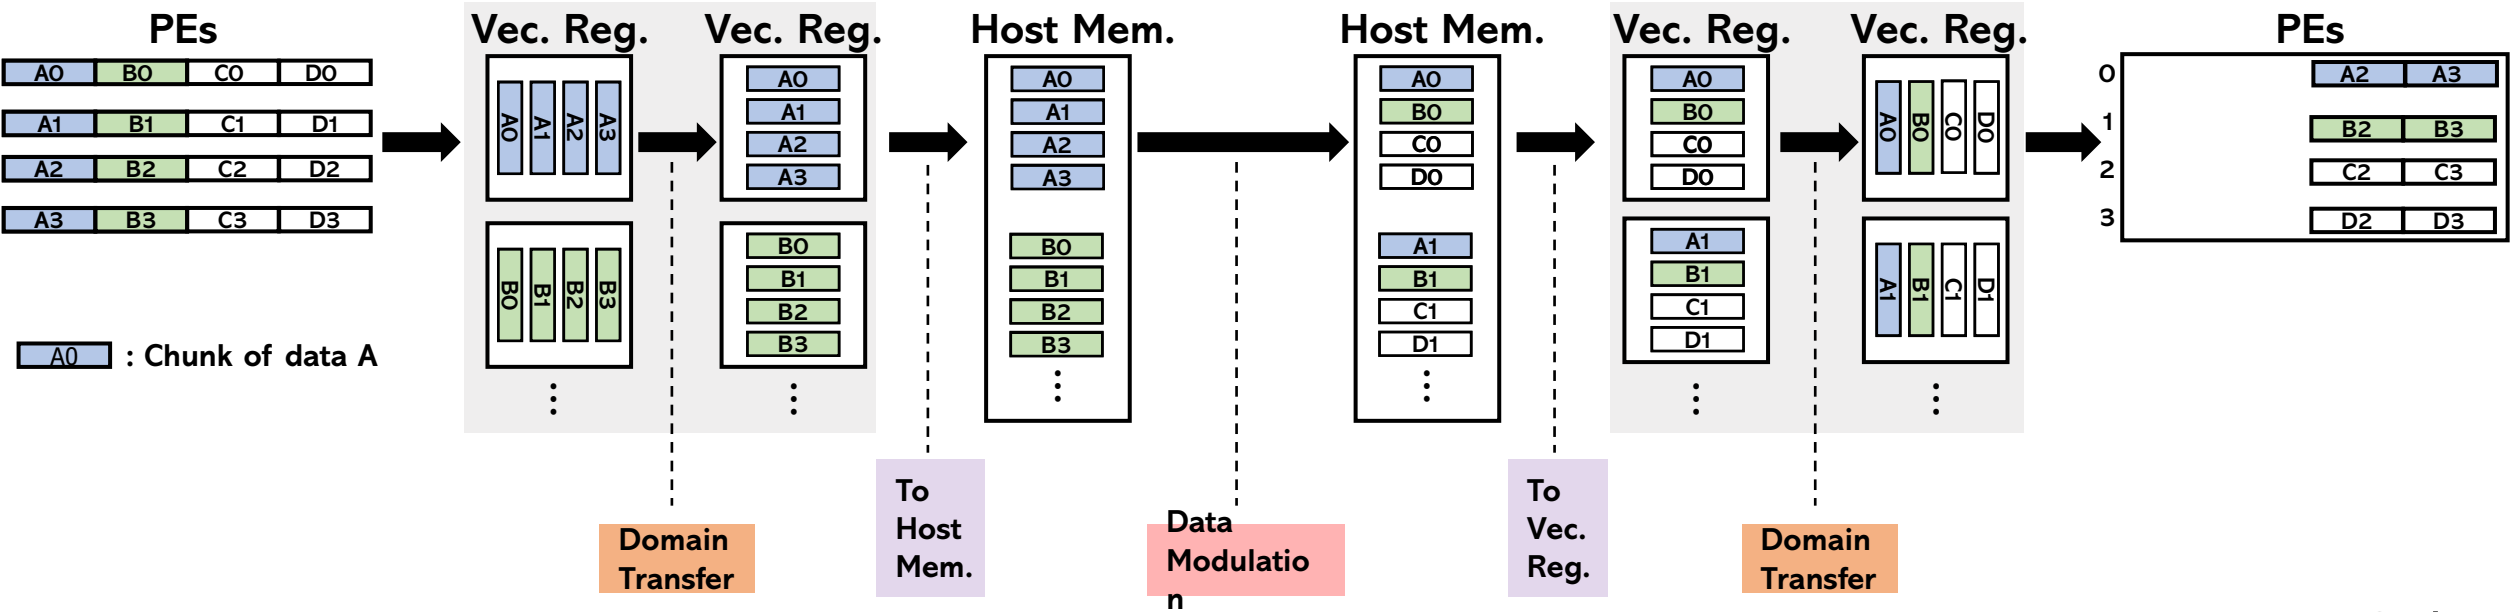 PEs
A0 B0 C0 D0
A1 B1 C1 D1
A2 B2 C2 D2
A3 B3 C3 D3
A0 : Chunk of data A
Vec. Reg.
A0 A1 A2 A3
B0 B1 B2 B3
Vec. Reg.
A0
A1
A2
A3
B0
B1
B2
B3
Host Mem.
A0
A1
A2
A3
B0
B1
B2
B3
Host Mem.
A0
B0
C0
D0
A1
B1
C1
D1
Vec. Reg.
A0
B0
C0
D0
A1
B1
C1
D1
Vec. Reg.
A0 B0 C0 D0
A1 B1 C1 D1
PEs
0 A2 A3
1 B2 B3
2 C2 C3
3 D2 D3
Domain
Transfer
To
Host
Mem.
Data
Modulatio
n
To
Vec.
Reg.
Domain
Transfer